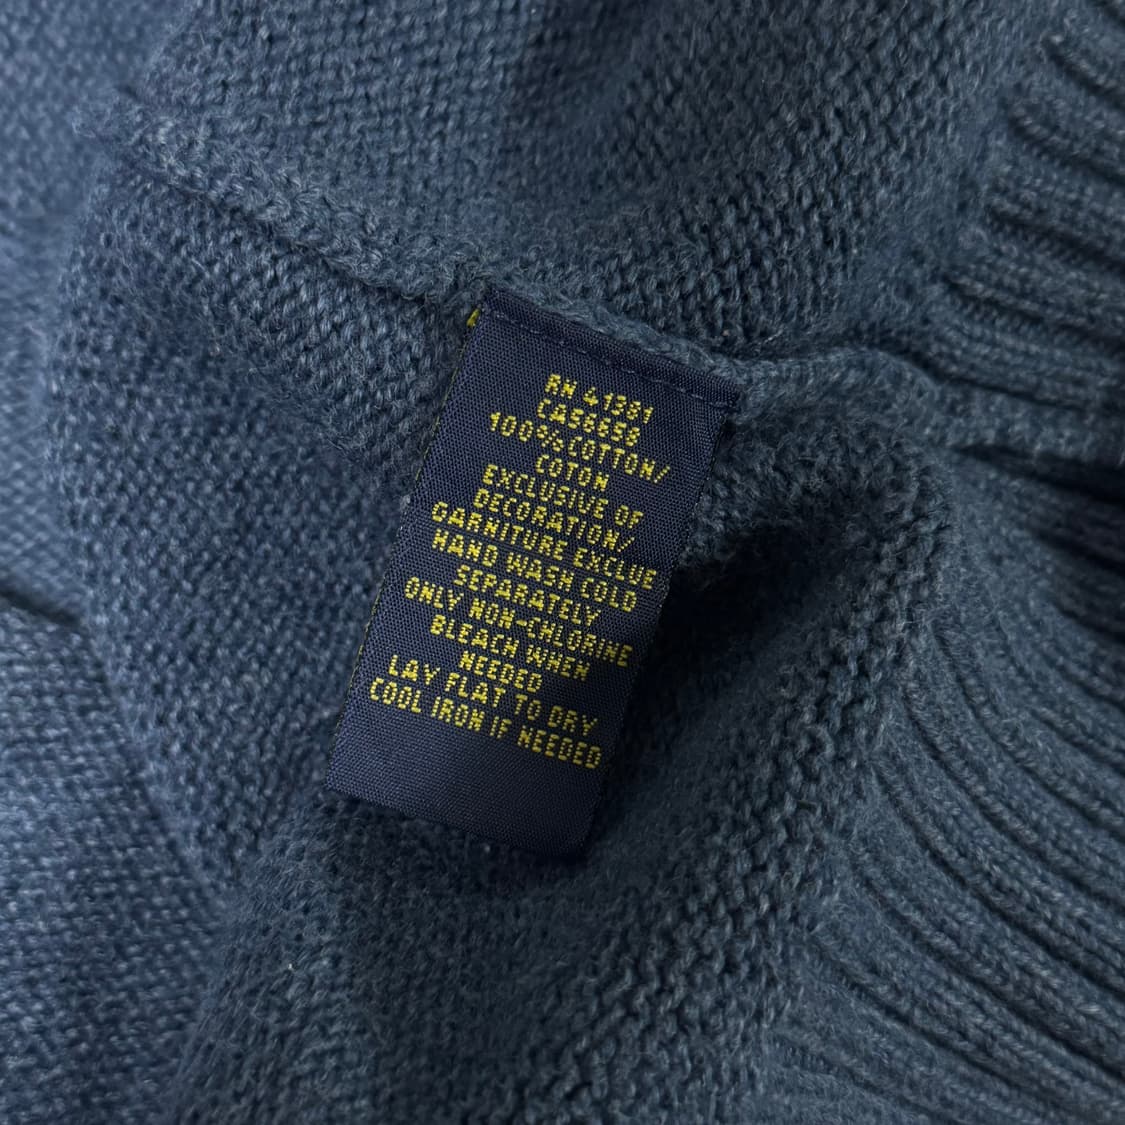 RN 41381
CA56658
100% COTTON/
COTON
EXCLUSIVE OF
DECORATION/
GARNITURE EXCLUE
HAND WASH COLD
SEPARATELY
ONLY NON-CHLORINE
BLEACH WHEN
NEEDED
LAY FLAT TO DRY
COOL IRON IF NEEDED